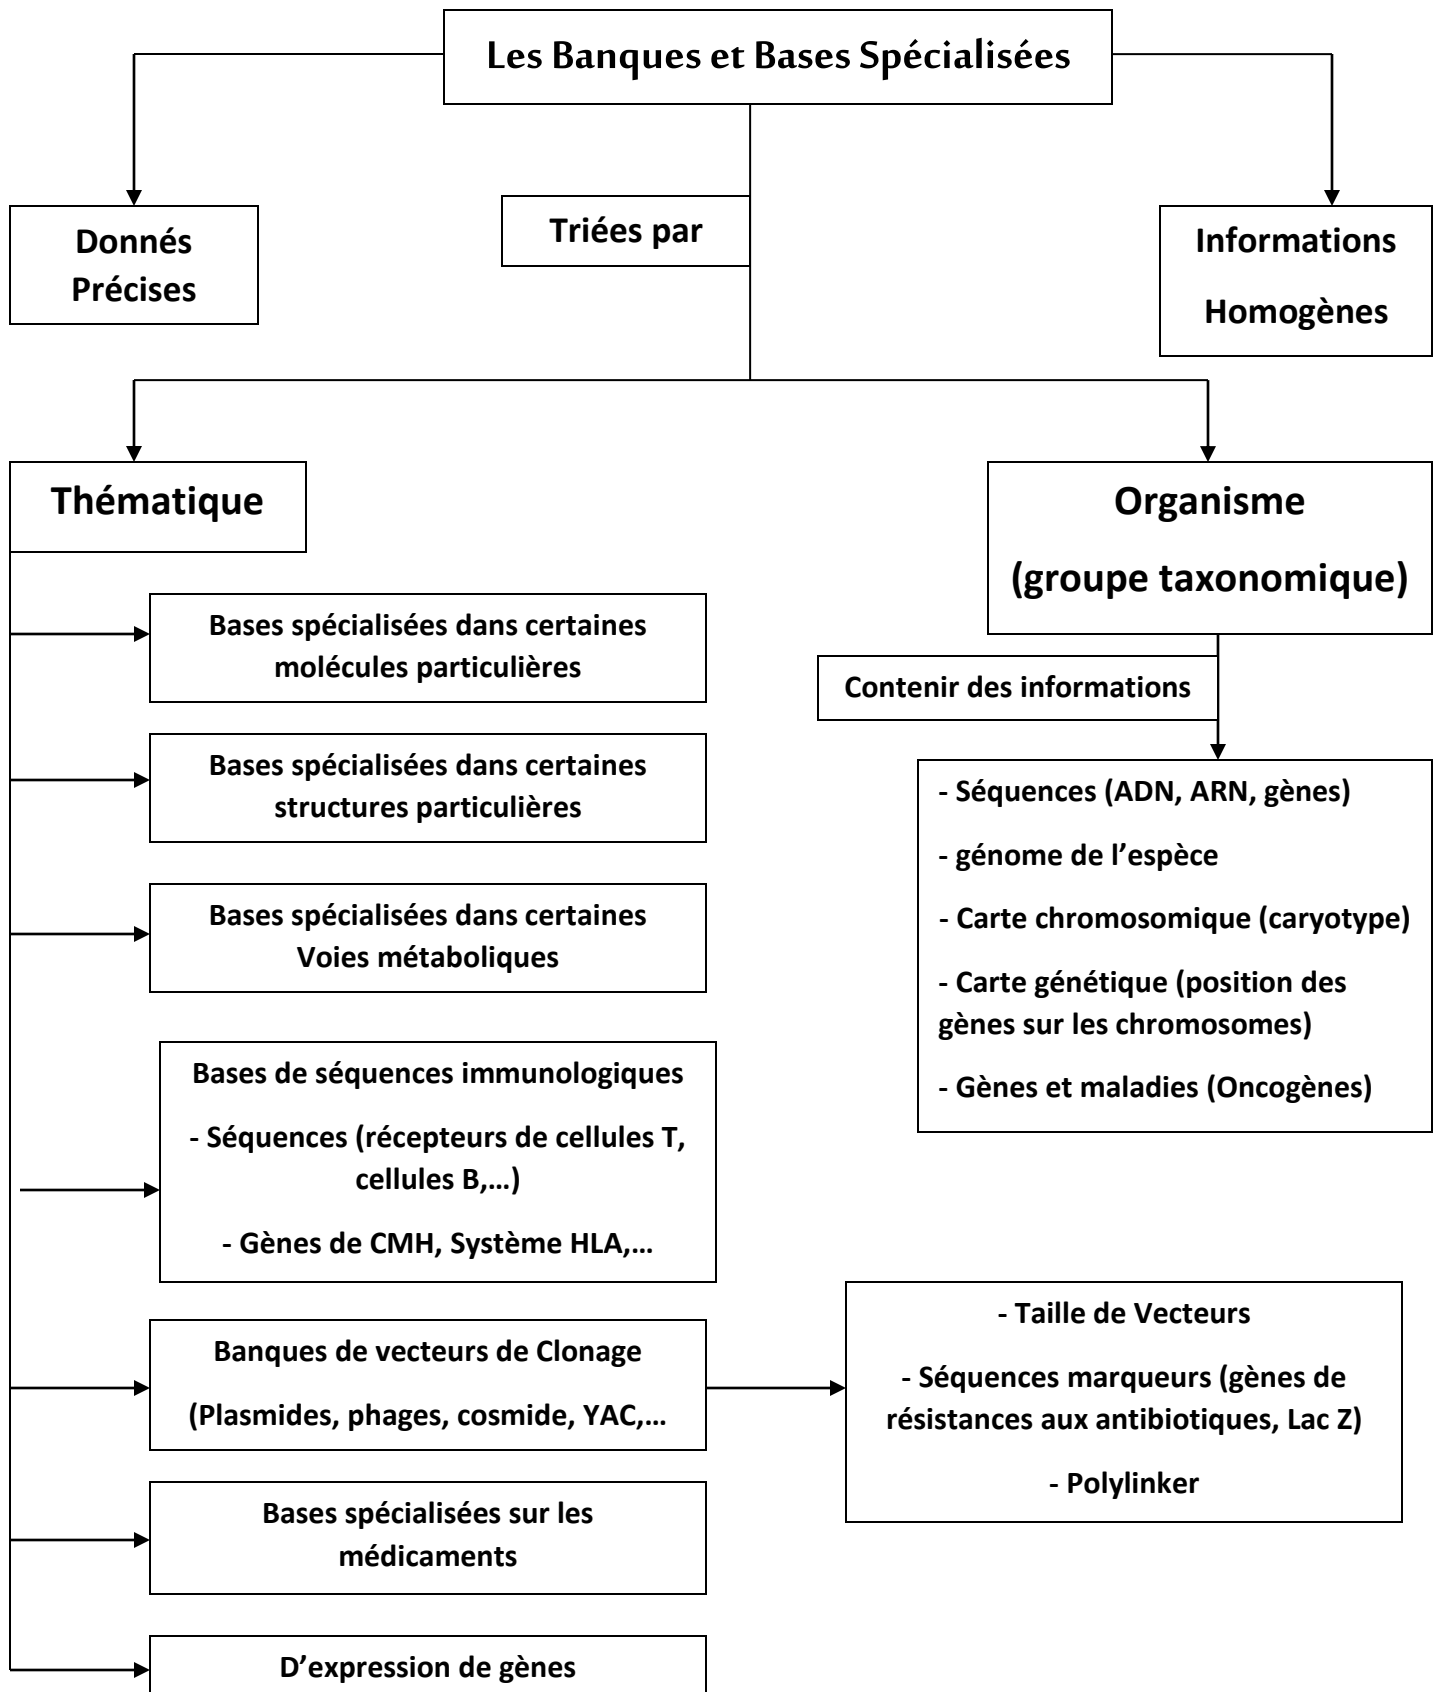 Les Banques et Bases Spécialisées
Donnés
Précises
Triées par
Informations
Homogènes
Thématique
Organisme
(groupe taxonomique)
Bases spécialisées dans certaines
molécules particulières
Contenir des informations
Bases spécialisées dans certaines
structures particulières
- Séquences (ADN, ARN, gènes)
- génome de l’espèce
- Carte chromosomique (caryotype)
- Carte génétique (position des
gènes sur les chromosomes)
- Gènes et maladies (Oncogènes)
Bases spécialisées dans certaines
Voies métaboliques
Bases de séquences immunologiques
- Séquences (récepteurs de cellules T,
cellules B,…)
- Gènes de CMH, Système HLA,…
Banques de vecteurs de Clonage
(Plasmides, phages, cosmide, YAC,…
- Taille de Vecteurs
- Séquences marqueurs (gènes de
résistances aux antibiotiques, Lac Z)
- Polylinker
Bases spécialisées sur les
médicaments
D’expression de gènes